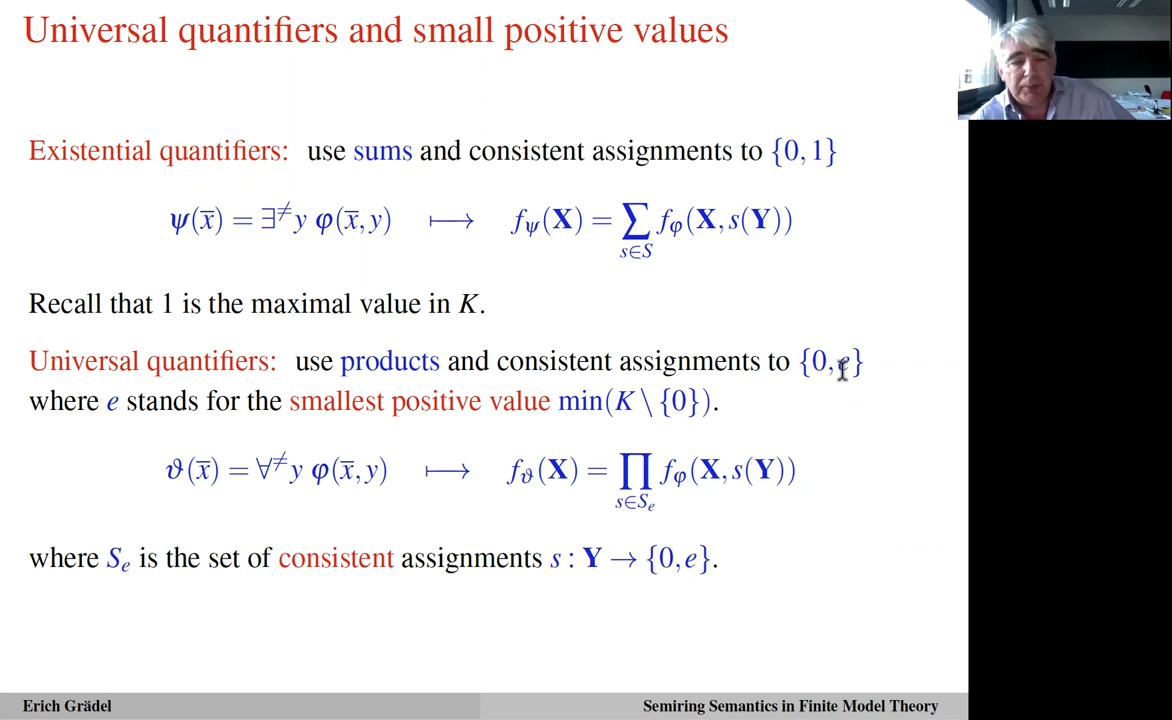 Universal quantifiers and small positive values
Existential quantifiers: use sums and consistent assignments to {0, 1}
ψ(x̅) = ∃≠y φ(x̅, y) ⟼ f_ψ(X) = ∑_{s∈S} f_φ(X, s(Y))
Recall that 1 is the maximal value in K.
Universal quantifiers: use products and consistent assignments to {0, e}
where e stands for the smallest positive value min(K \ {0}).
ϑ(x̅) = ∀≠y φ(x̅, y) ⟼ f_ϑ(X) = ∏_{s∈S_e} f_φ(X, s(Y))
where S_e is the set of consistent assignments s : Y → {0, e}.
Erich Grädel Semiring Semantics in Finite Model Theory